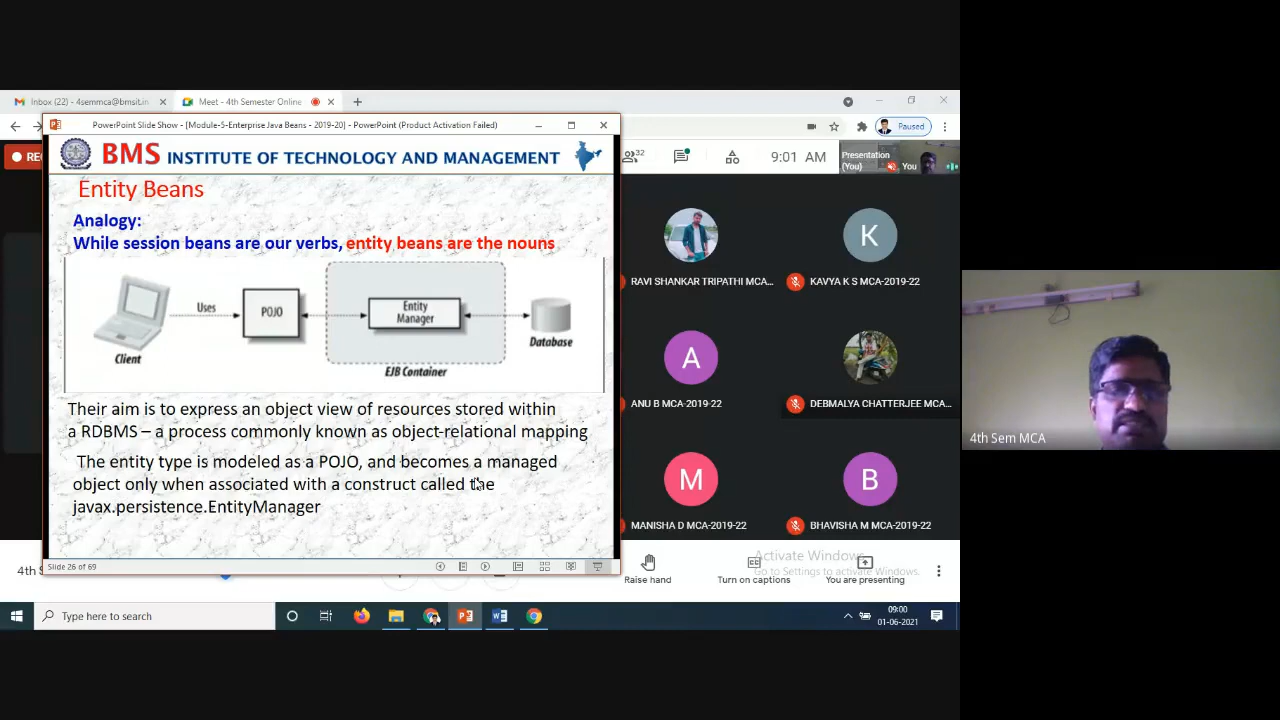 Inbox (22) - 4semmca@bmsit.in
Meet - 4th Semester Online
Paused
PowerPoint Slide Show - [Module-5-Enterprise Java Beans - 2019-20] - PowerPoint (Product Activation Failed)
BMS INSTITUTE OF TECHNOLOGY AND MANAGEMENT
Entity Beans
Analogy:
While session beans are our verbs, entity beans are the nouns
Uses
POJO
Entity
Manager
Client
Database
EJB Container
Their aim is to express an object view of resources stored within
a RDBMS – a process commonly known as object-relational mapping
The entity type is modeled as a POJO, and becomes a managed
object only when associated with a construct called the
javax.persistence.EntityManager
Slide 26 of 69
32
9:01 AM
Presentation
(You)
You
RAVI SHANKAR TRIPATHI MCA...
K
KAVYA K S MCA-2019-22
A
ANU B MCA-2019-22
DEBMALYA CHATTERJEE MCA...
M
MANISHA D MCA-2019-22
B
BHAVISHA M MCA-2019-22
Activate Windows
Go to Settings to activate Windows.
Raise hand
Turn on captions
You are presenting
Type here to search
09:00
01-06-2021
4th Sem MCA